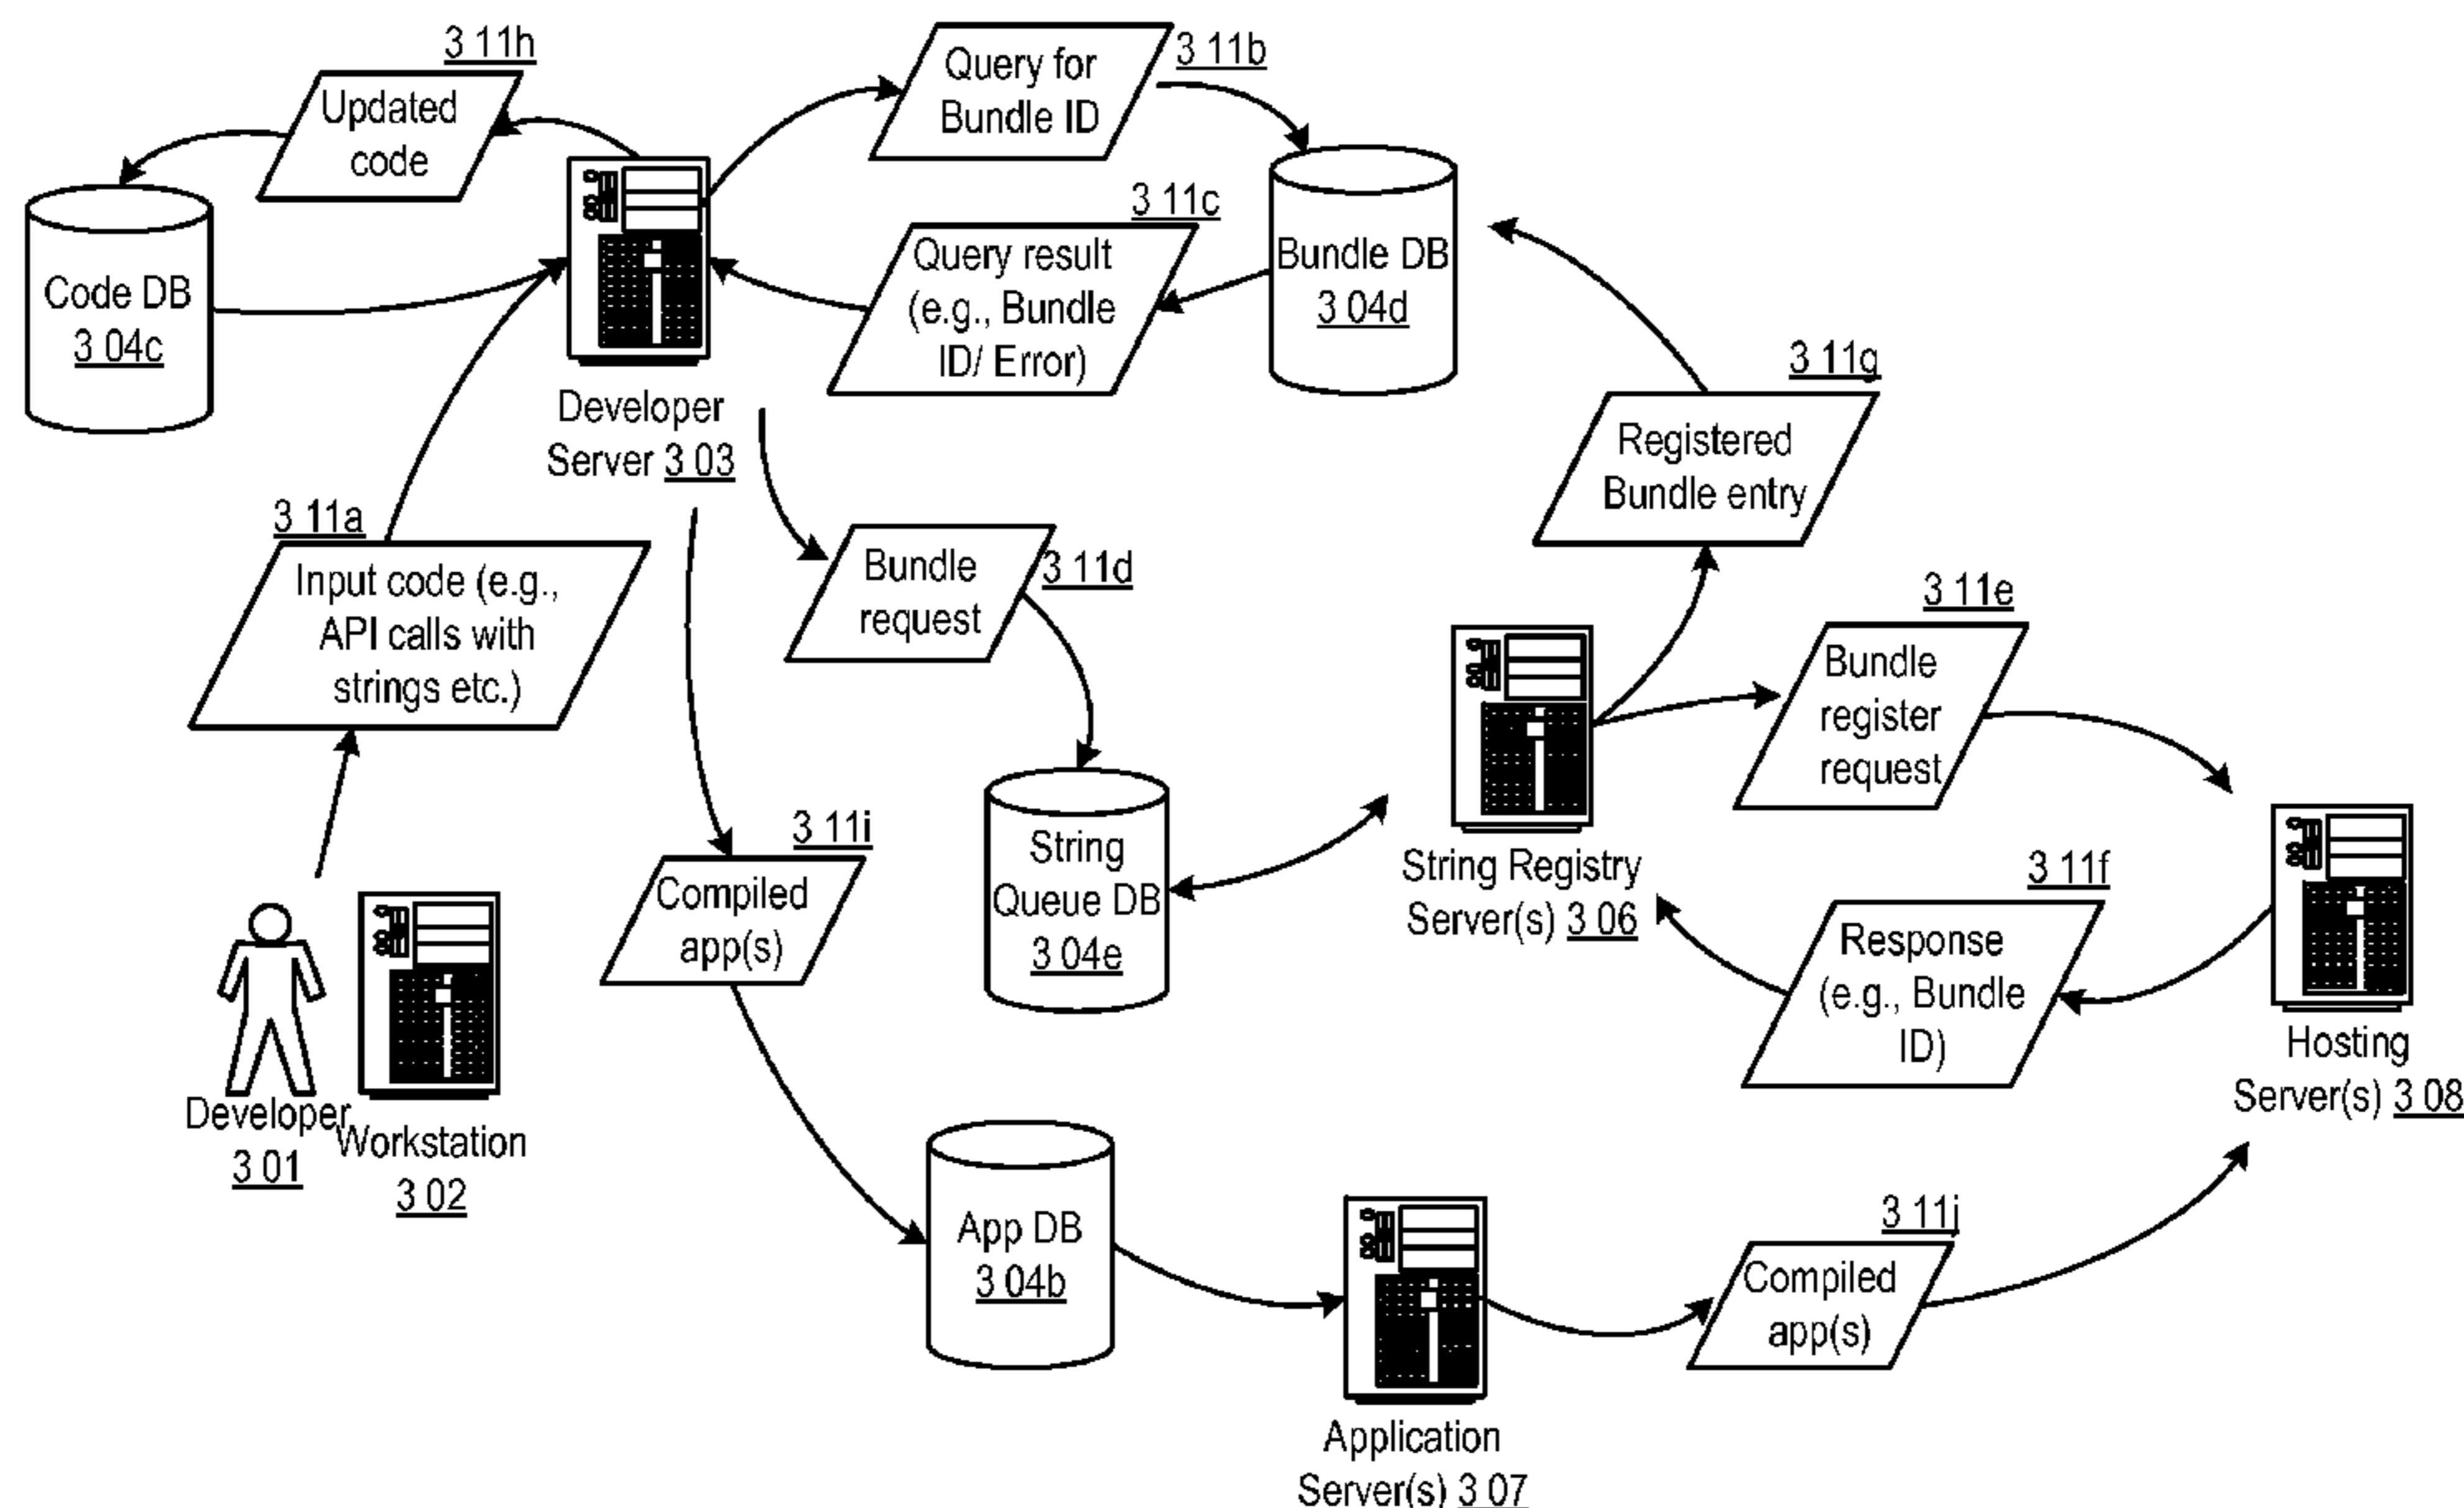 3 11h
Updated
code
Query for
Bundle ID
3 11b
Code DB
3 04c
Query result
(e.g., Bundle
ID/ Error)
3 11c
Bundle DB
3 04d
Developer
Server 3 03
3 11g
Registered
Bundle entry
3 11a
Input code (e.g.,
API calls with
strings etc.)
Bundle
request
3 11d
3 11e
Bundle
register
request
3 11i
Compiled
app(s)
String
Queue DB
3 04e
String Registry
Server(s) 3 06
3 11f
Response
(e.g., Bundle
ID)
Hosting
Server(s) 3 08
Developer
3 01
Workstation
3 02
App DB
3 04b
3 11j
Compiled
app(s)
Application
Server(s) 3 07